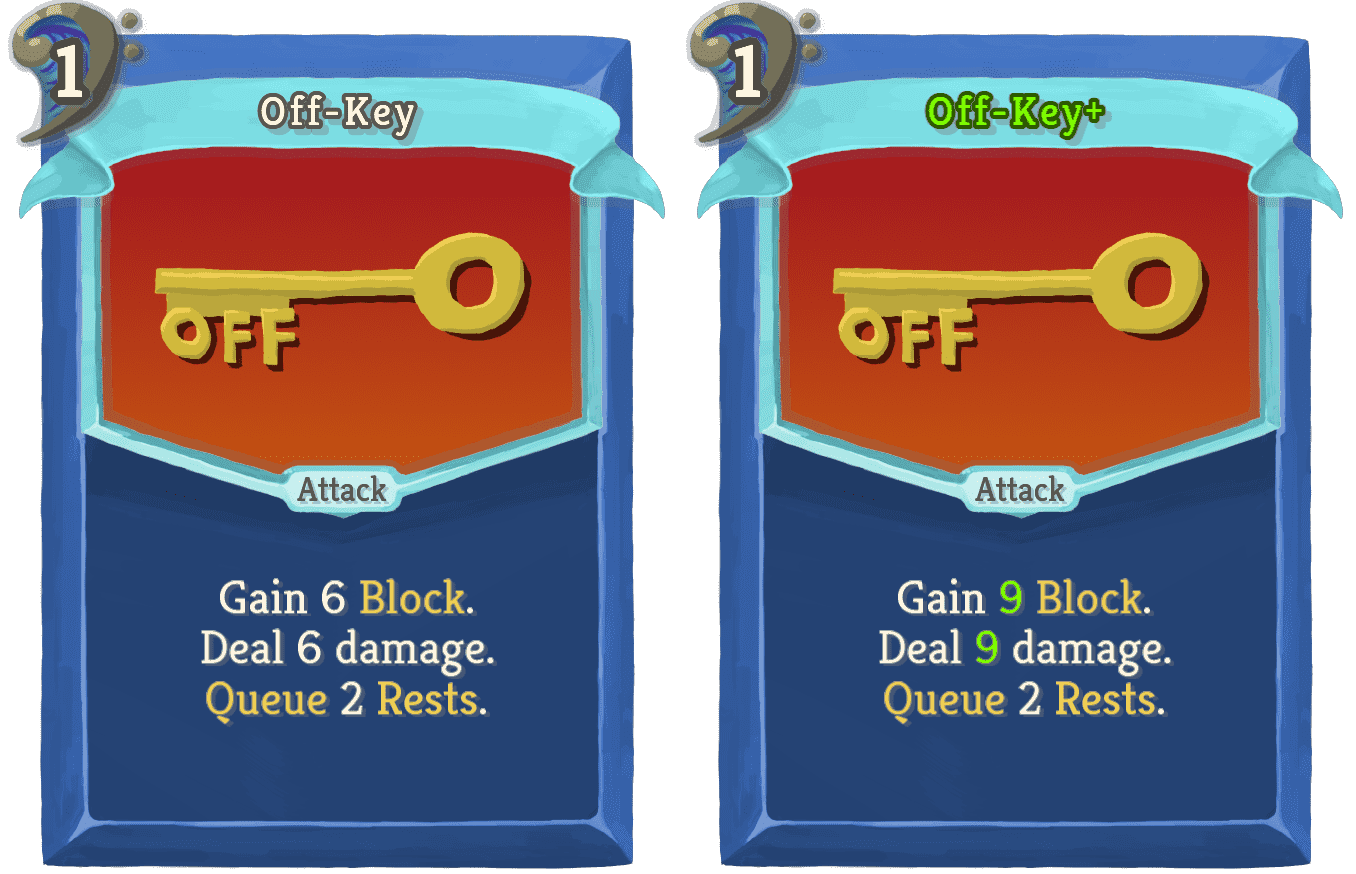 1
Off-Key
OFF
Attack
Gain 6 Block.
Deal 6 damage.
Queue 2 Rests.
1
Off-Key+
OFF
Attack
Gain 9 Block.
Deal 9 damage.
Queue 2 Rests.